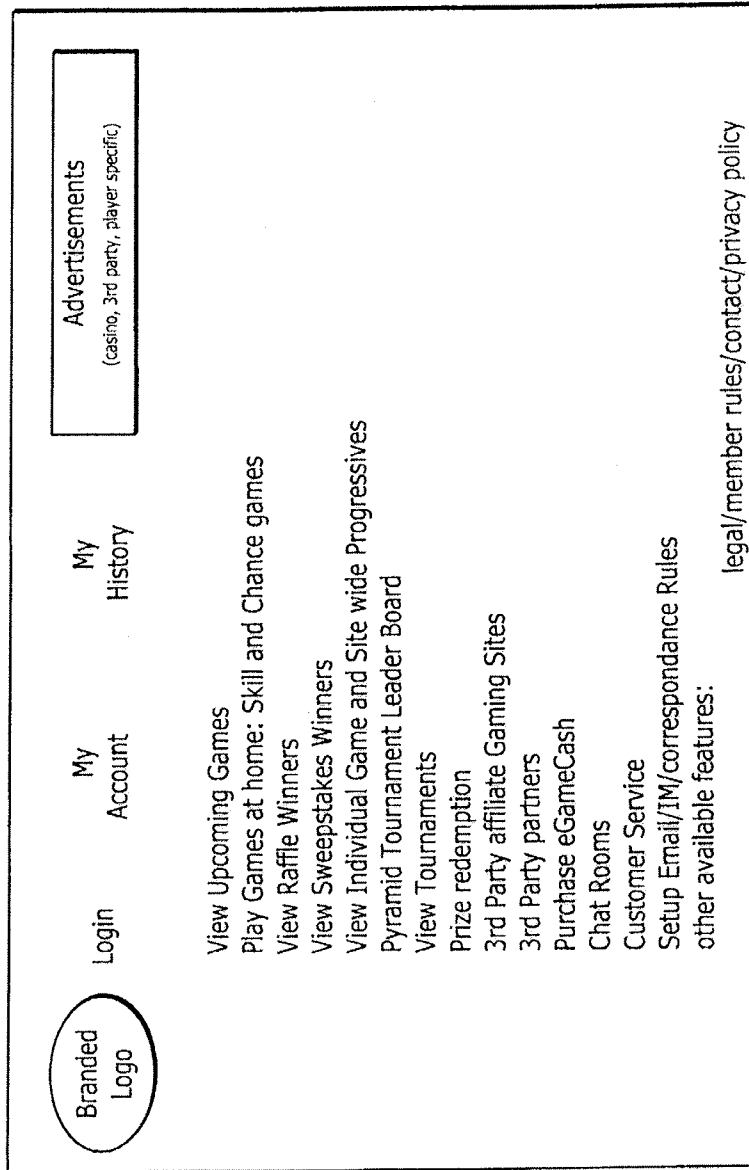 Branded
Logo
Login
My
Account
My
History
Advertisements
(casino, 3rd party, player specific)
View Upcoming Games
Play Games at home: Skill and Chance games
View Raffle Winners
View Sweepstakes Winners
View Individual Game and Site wide Progressives
Pyramid Tournament Leader Board
View Tournaments
Prize redemption
3rd Party affiliate Gaming Sites
3rd Party partners
Purchase eGameCash
Chat Rooms
Customer Service
Setup Email/IM/correspondance Rules
other available features:
legal/member rules/contact/privacy policy